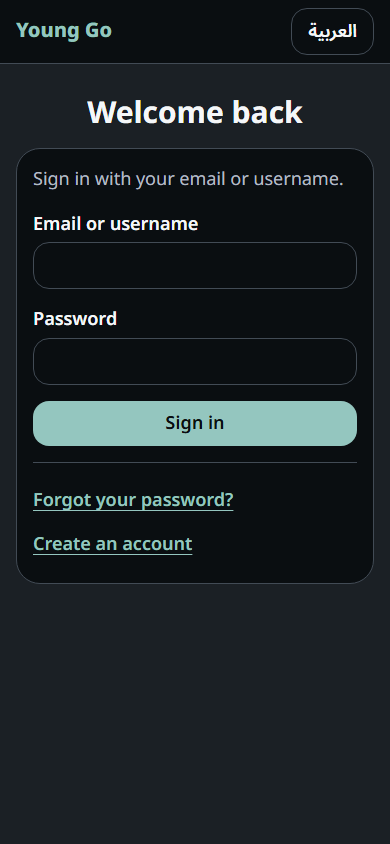 Young Go
العربية
Welcome back
Sign in with your email or username.
Email or username
Password
Sign in
Forgot your password?
Create an account